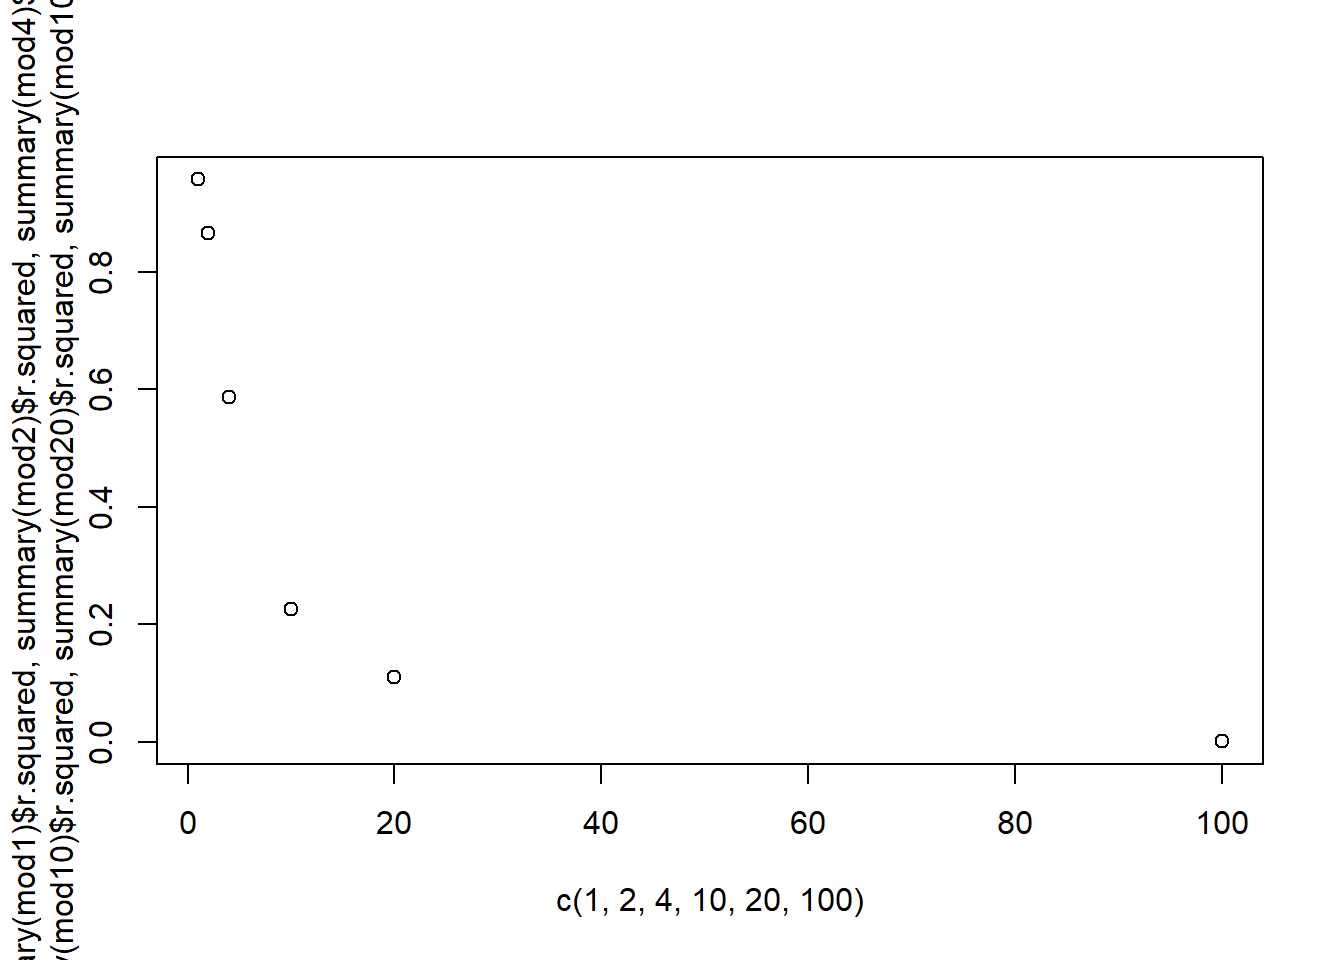 ary(mod1)$r.squared, summary(mod2)$r.squared, summary(mod4)$
y(mod10)$r.squared, summary(mod20)$r.squared, summary(mod10
0.8
0.6
0.4
0.2
0.0
0 20 40 60 80 100
c(1, 2, 4, 10, 20, 100)